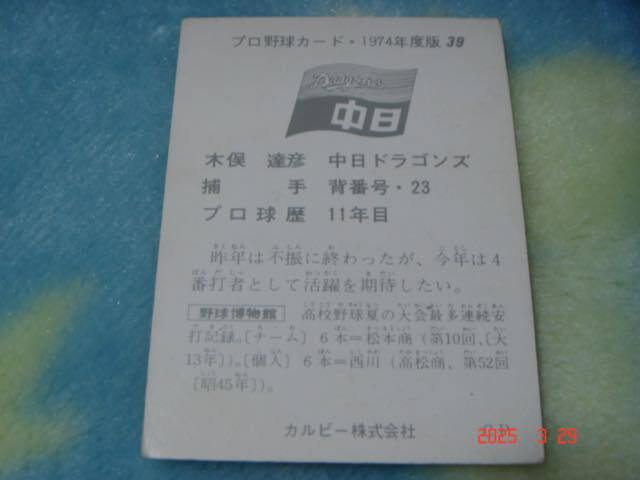 プロ野球カード・1974年度版 39
Dragons
中日
木俣 達彦 中日ドラゴンズ
捕手 背番号・23
プロ球歴 11年目
昨年は不振に終わったが、今年は4
番打者として活躍を期待したい。
野球博物館 高校野球夏の大会最多連続安
打記録。〔チーム〕6本=松本商(第10回、〔大
13年〕)。〔個人〕6本=西川(高松商、第52回
〔昭45年〕)。
カルビー株式会社
2025 3 29